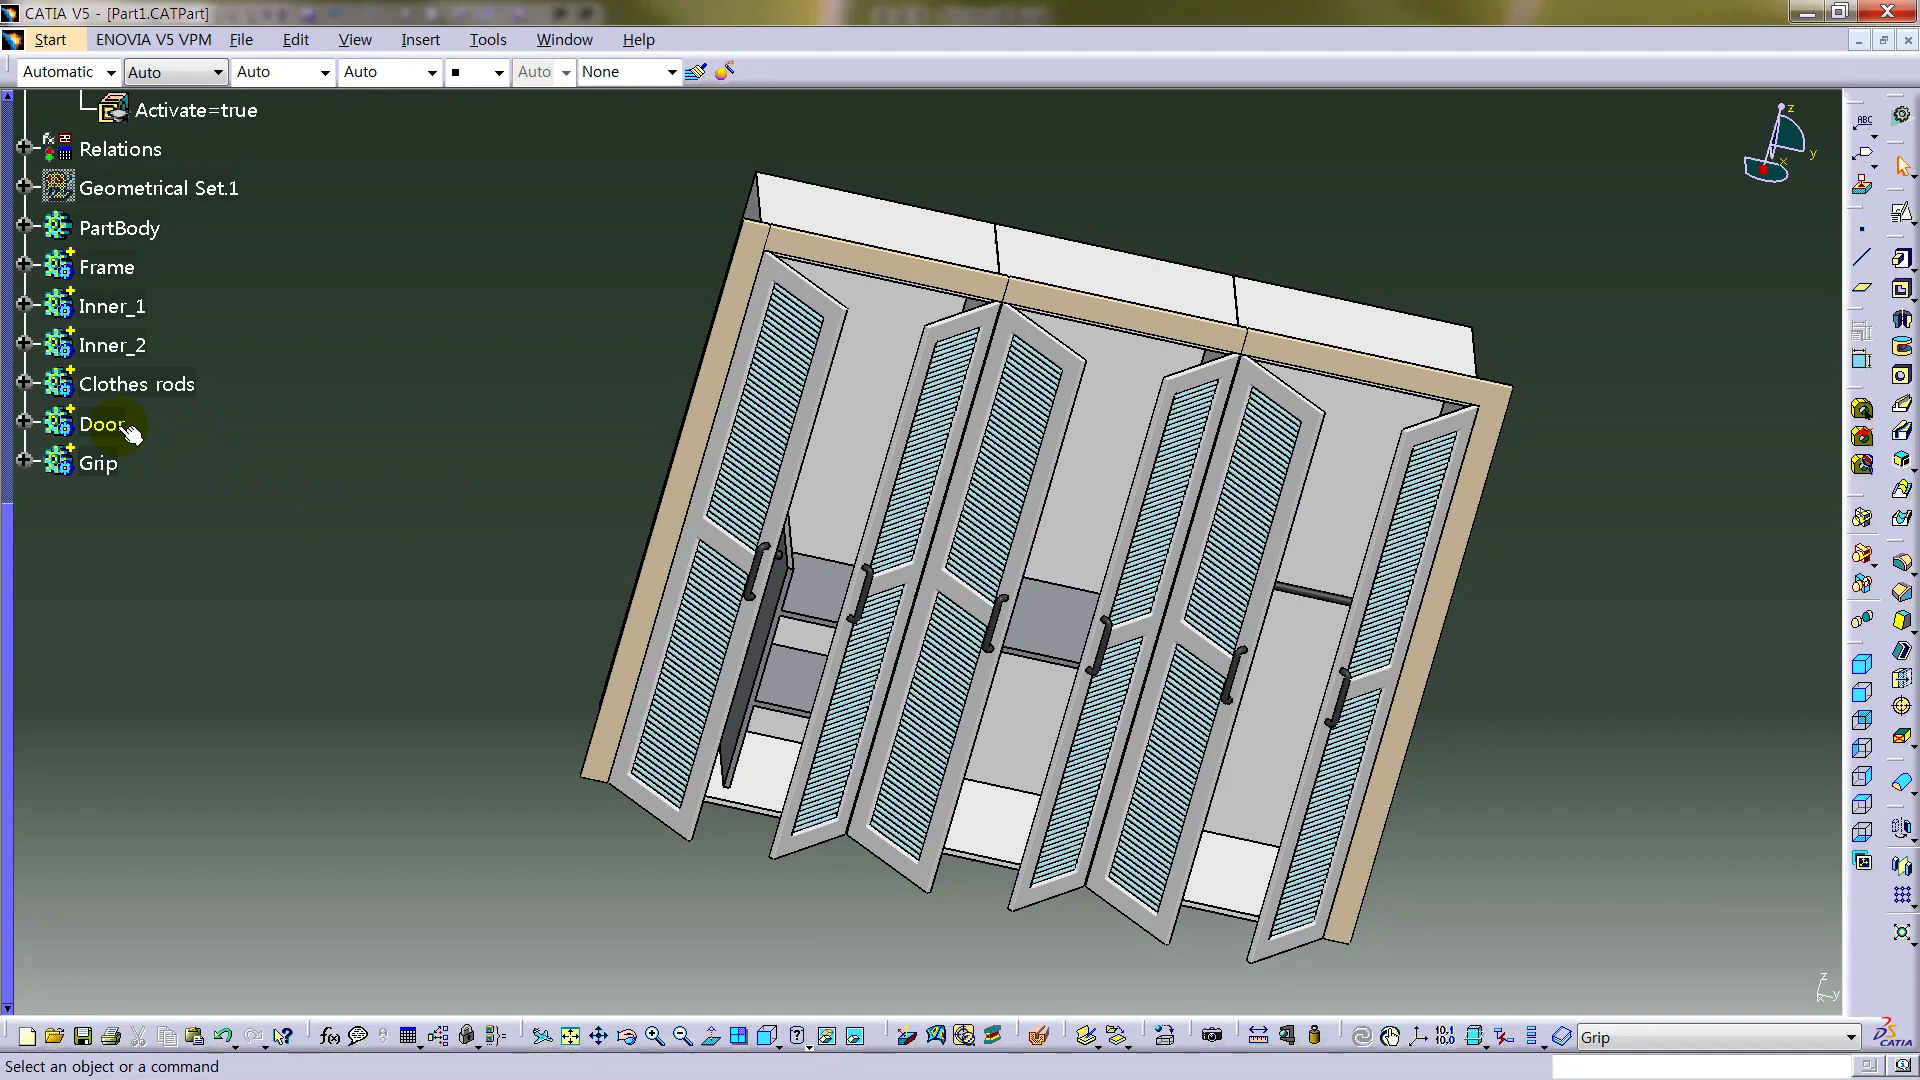 CATIA V5 - [Part1.CATPart]
Start ENOVIA V5 VPM File Edit View Insert Tools Window Help
Automatic Auto Auto Auto Auto None
Activate=true
Relations
Geometrical Set.1
PartBody
Frame
Inner_1
Inner_2
Clothes rods
Door
Grip
z
y
x
ABC
z
y
Grip
CATIA
Select an object or a command